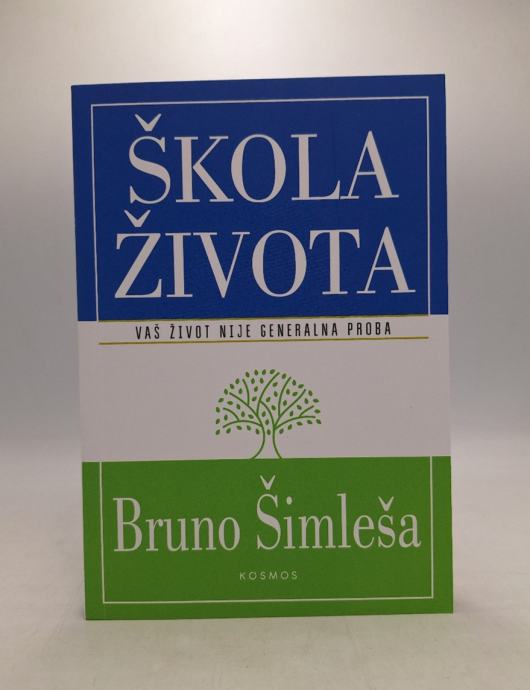 ŠKOLA
ŽIVOTA
VAŠ ŽIVOT NIJE GENERALNA PROBA
Bruno Šimleša
KOSMOS